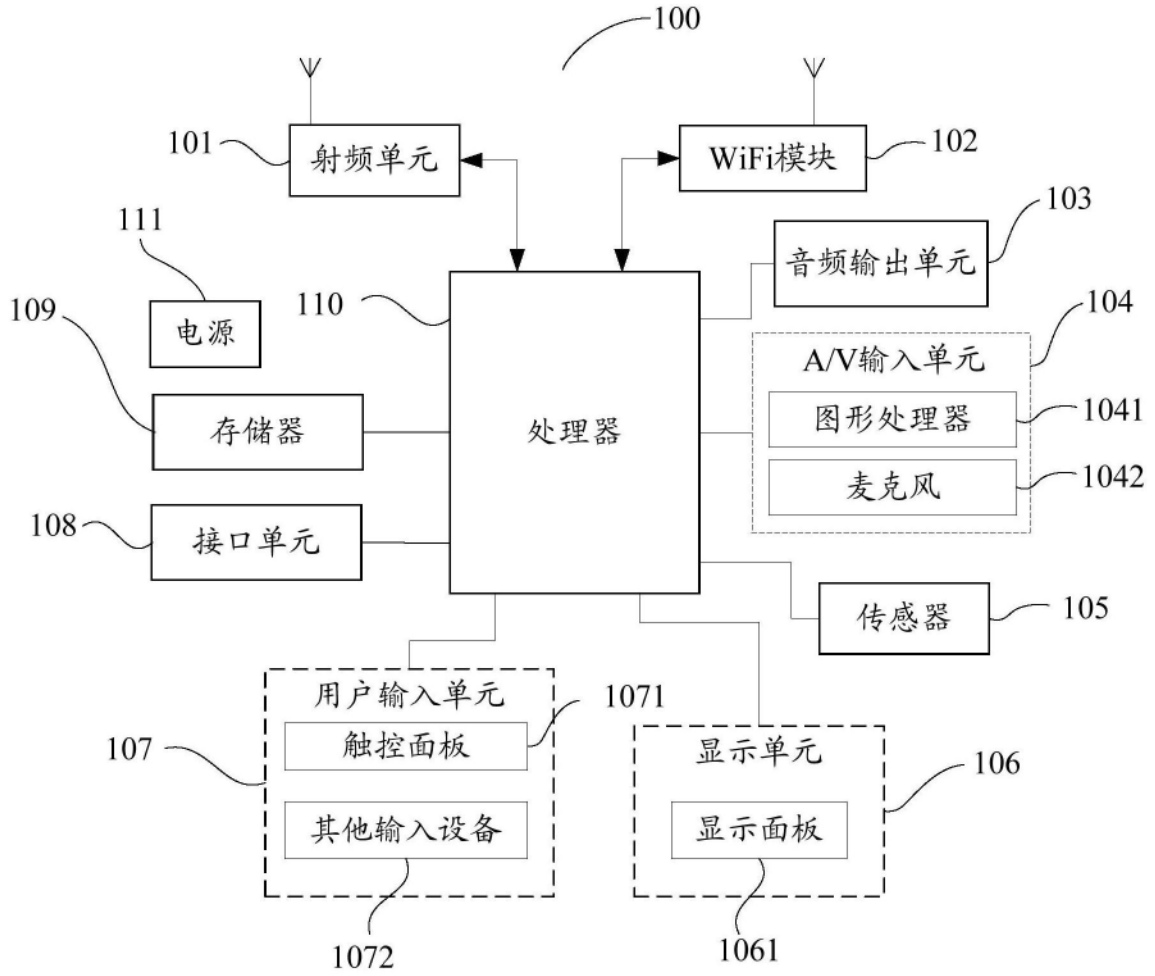 100
101
射频单元
WiFi模块
102
103
音频输出单元
111
电源
110
109
存储器
处理器
104
A/V输入单元
图形处理器
1041
麦克风
1042
108
接口单元
传感器
105
用户输入单元
1071
触控面板
107
其他输入设备
1072
显示单元
106
显示面板
1061